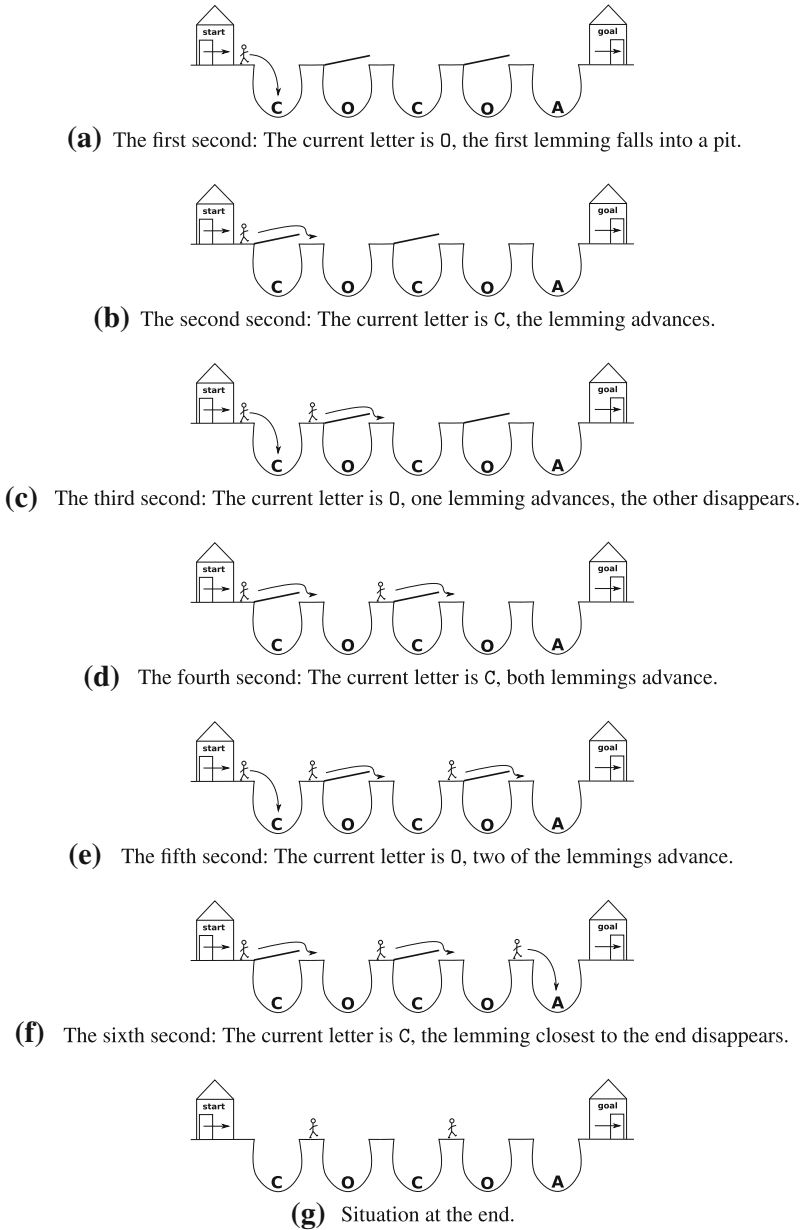 start goal
C O C O A
(a) The first second: The current letter is O, the first lemming falls into a pit.
start goal
C O C O A
(b) The second second: The current letter is C, the lemming advances.
start goal
C O C O A
(c) The third second: The current letter is O, one lemming advances, the other disappears.
start goal
C O C O A
(d) The fourth second: The current letter is C, both lemmings advance.
start goal
C O C O A
(e) The fifth second: The current letter is O, two of the lemmings advance.
start goal
C O C O A
(f) The sixth second: The current letter is C, the lemming closest to the end disappears.
start goal
C O C O A
(g) Situation at the end.